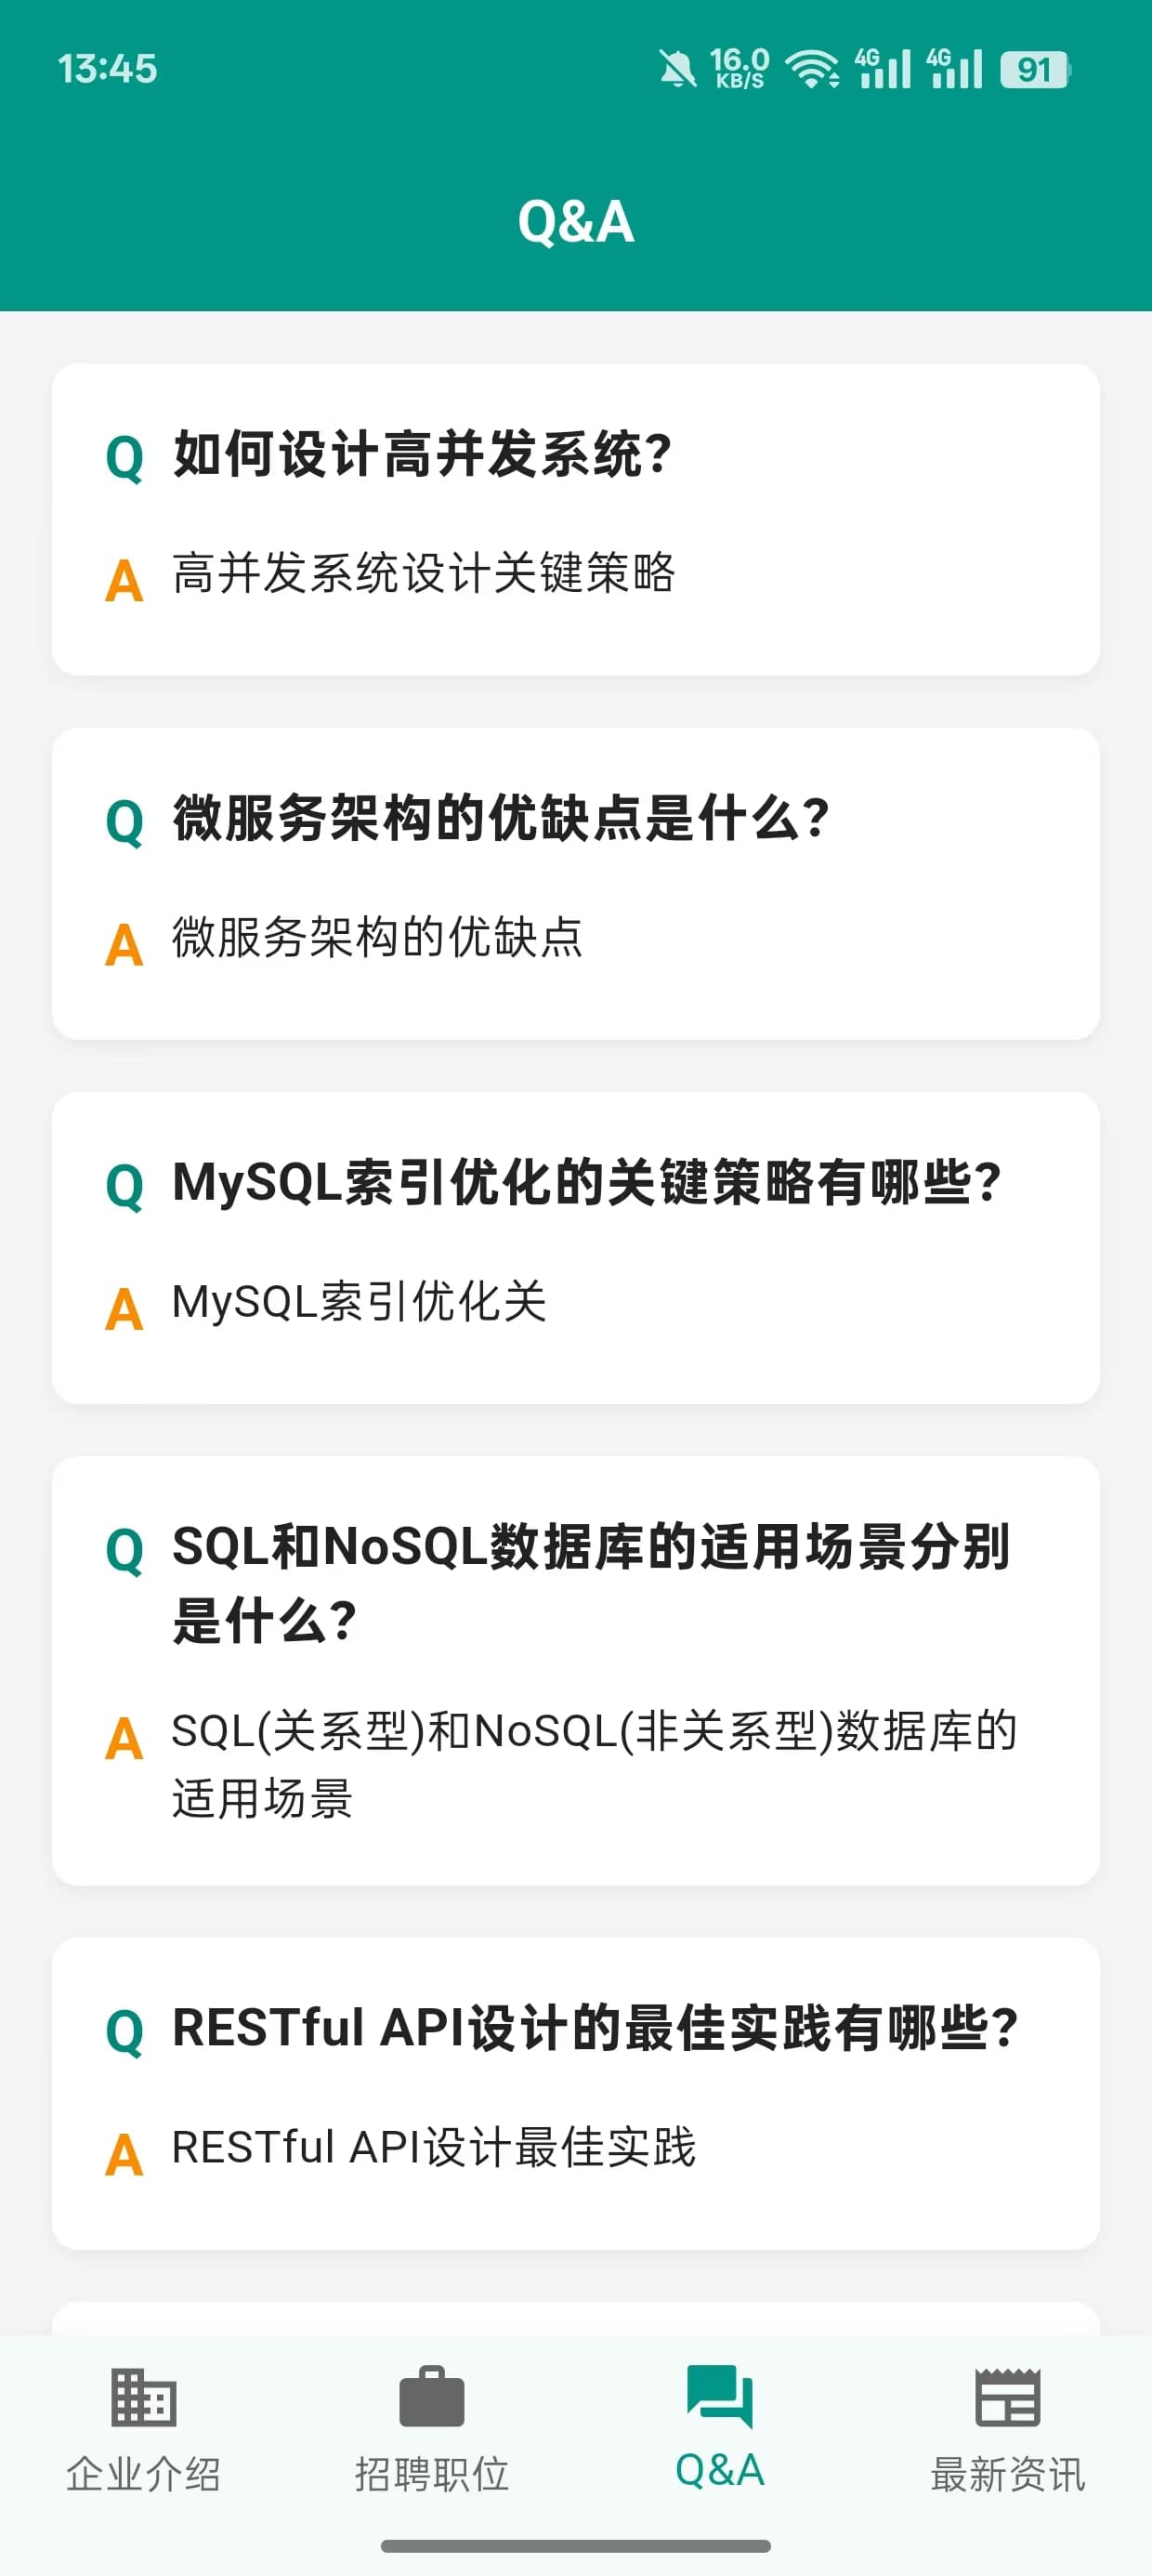 13:45
16.0
KB/S
4G
4G
91
Q&A
Q 如何设计高并发系统?
A 高并发系统设计关键策略
Q 微服务架构的优缺点是什么?
A 微服务架构的优缺点
Q MySQL索引优化的关键策略有哪些?
A MySQL索引优化关
Q SQL和NoSQL数据库的适用场景分别
是什么?
A SQL(关系型)和NoSQL(非关系型)数据库的
适用场景
Q RESTful API设计的最佳实践有哪些?
A RESTful API设计最佳实践
企业介绍
招聘职位
Q&A
最新资讯